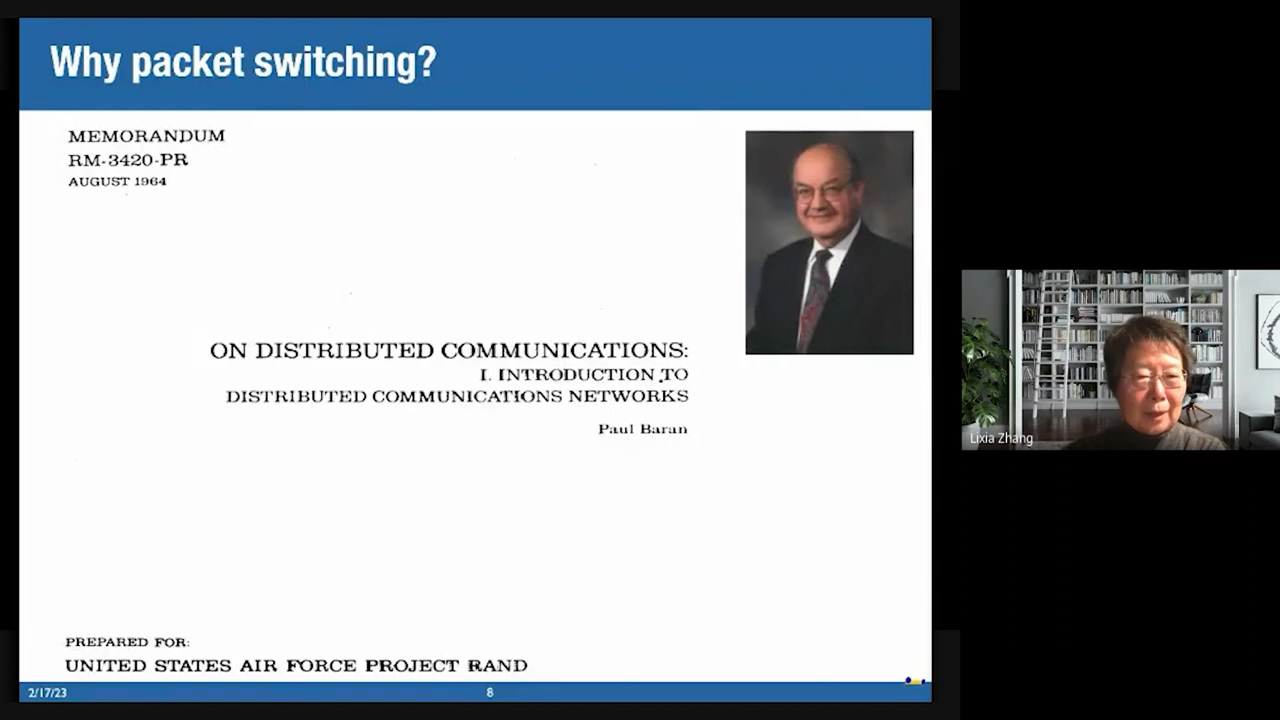 Why packet switching?
MEMORANDUM
RM-3420-PR
AUGUST 1964
ON DISTRIBUTED COMMUNICATIONS:
I. INTRODUCTION TO
DISTRIBUTED COMMUNICATIONS NETWORKS
Paul Baran
PREPARED FOR:
UNITED STATES AIR FORCE PROJECT RAND
2/17/23
8
Lixia Zhang